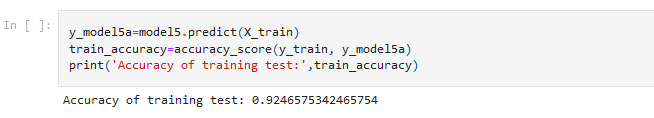 In [ ]:
y_model5a=model5.predict(X_train)
train_accuracy=accuracy_score(y_train, y_model5a)
print('Accuracy of training test:',train_accuracy)
Accuracy of training test: 0.9246575342465754